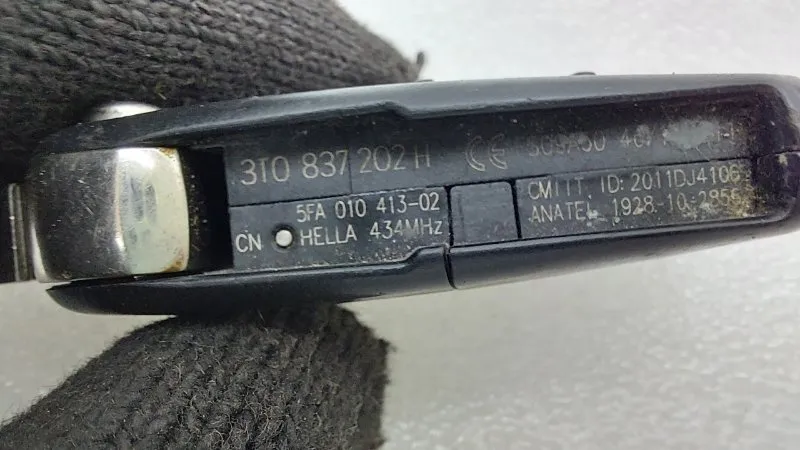 3T0 837 202 H
CE
5FA 010 413-02
CN HELLA 434MHz
CMIIT ID: 2011DJ4106
ANATEL 1928-10-2856